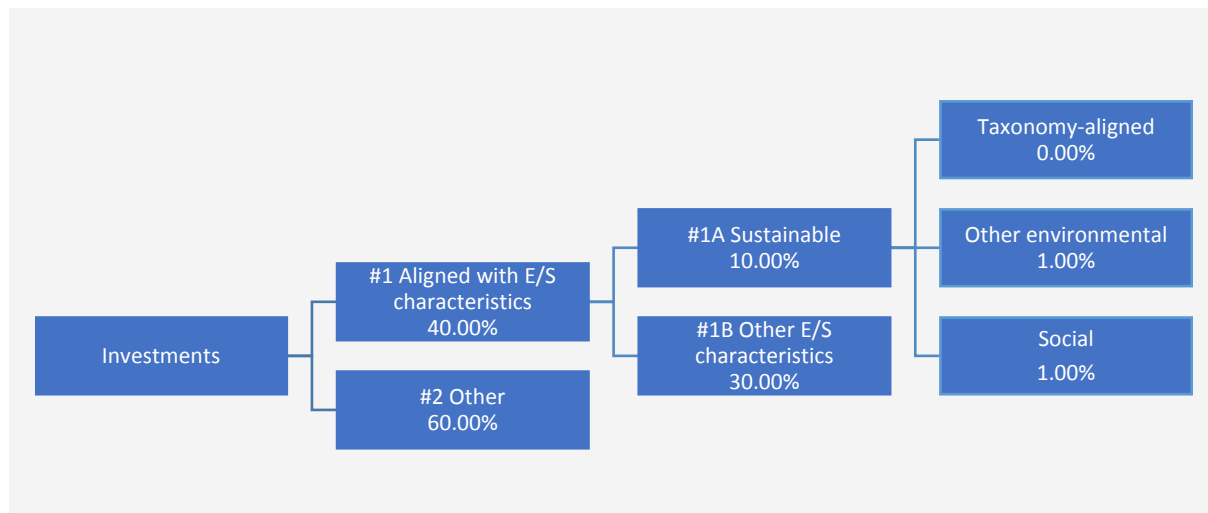 Investments
#1 Aligned with E/S
characteristics
40.00%
#2 Other
60.00%
#1A Sustainable
10.00%
#1B Other E/S
characteristics
30.00%
Taxonomy-aligned
0.00%
Other environmental
1.00%
Social
1.00%